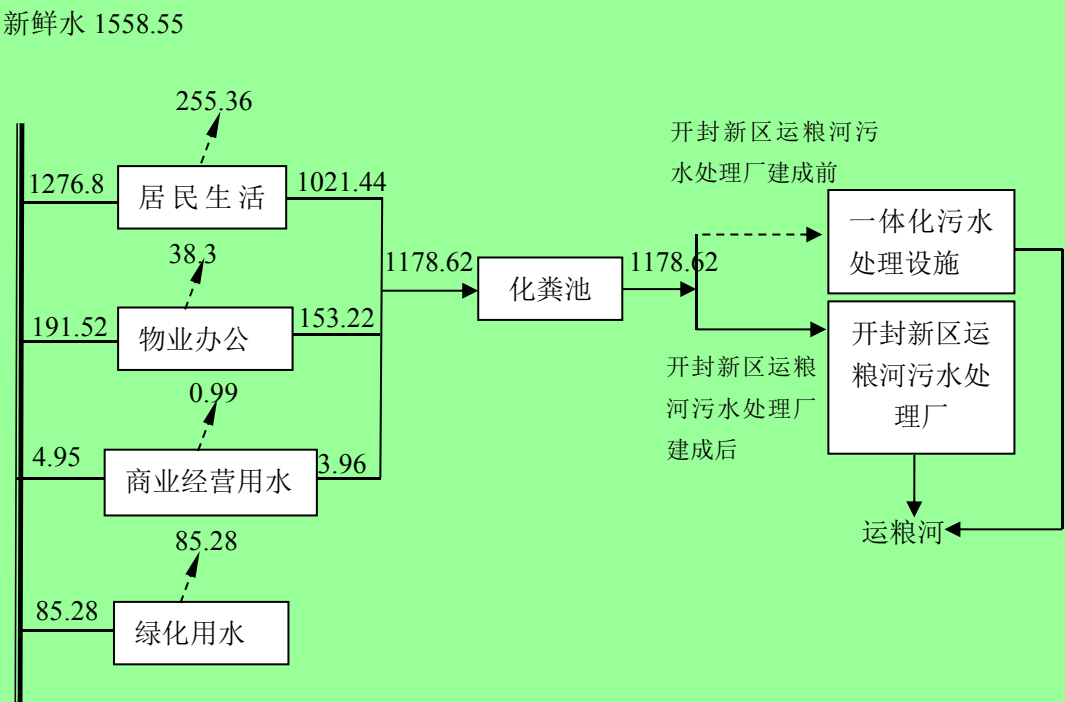 新鲜水 1558.55
255.36
1276.8
居民生活
1021.44
38.3
191.52
物业办公
153.22
0.99
4.95
商业经营用水
3.96
85.28
85.28
绿化用水
1178.62
化粪池
1178.62
开封新区运粮河污
水处理厂建成前
一体化污水
处理设施
开封新区运粮
河污水处理厂
建成后
开封新区运
粮河污水处
理厂
运粮河